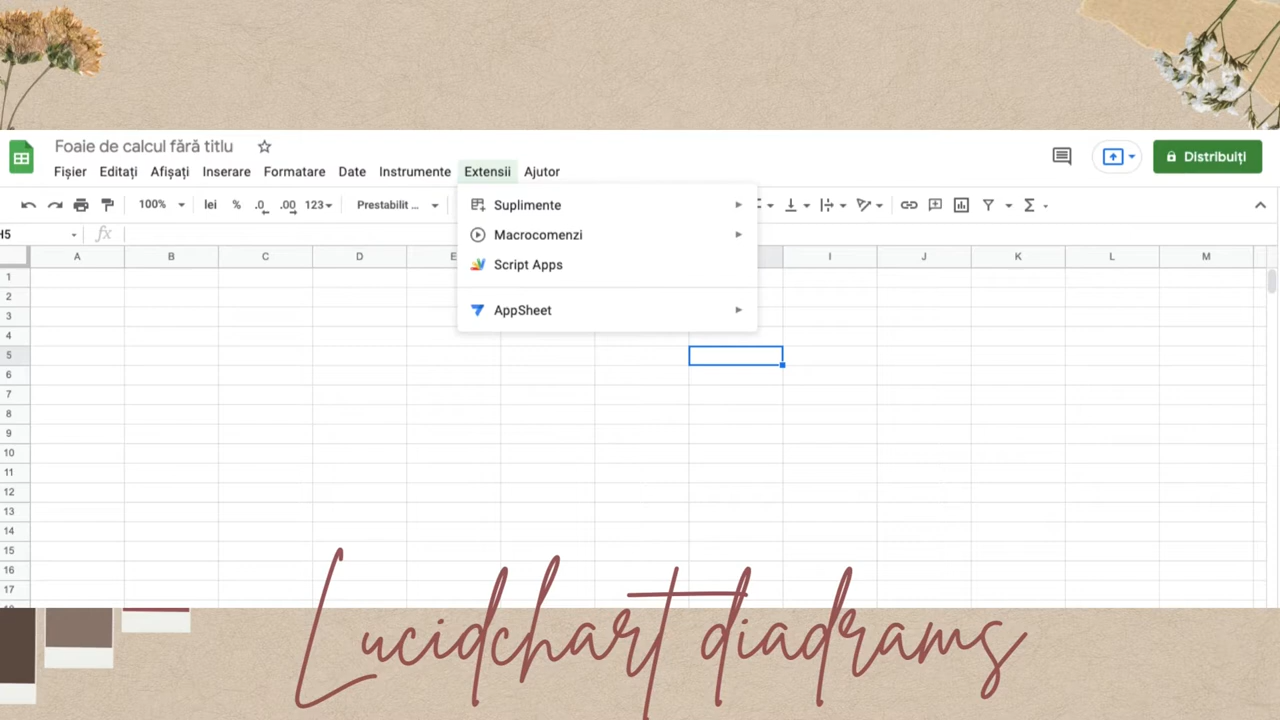 Foaie de calcul fără titlu
Fișier Editați Afișați Inserare Formatare Date Instrumente Extensii Ajutor
Distribuiți
100% lei % .0 .00 123 Prestabilit ...
H5 fx
Suplimente
Macrocomenzi
Script Apps
AppSheet
A B C D E I J K L M
1
2
3
4
5
6
7
8
9
10
11
12
13
14
15
16
17
Lucidchart diadrams